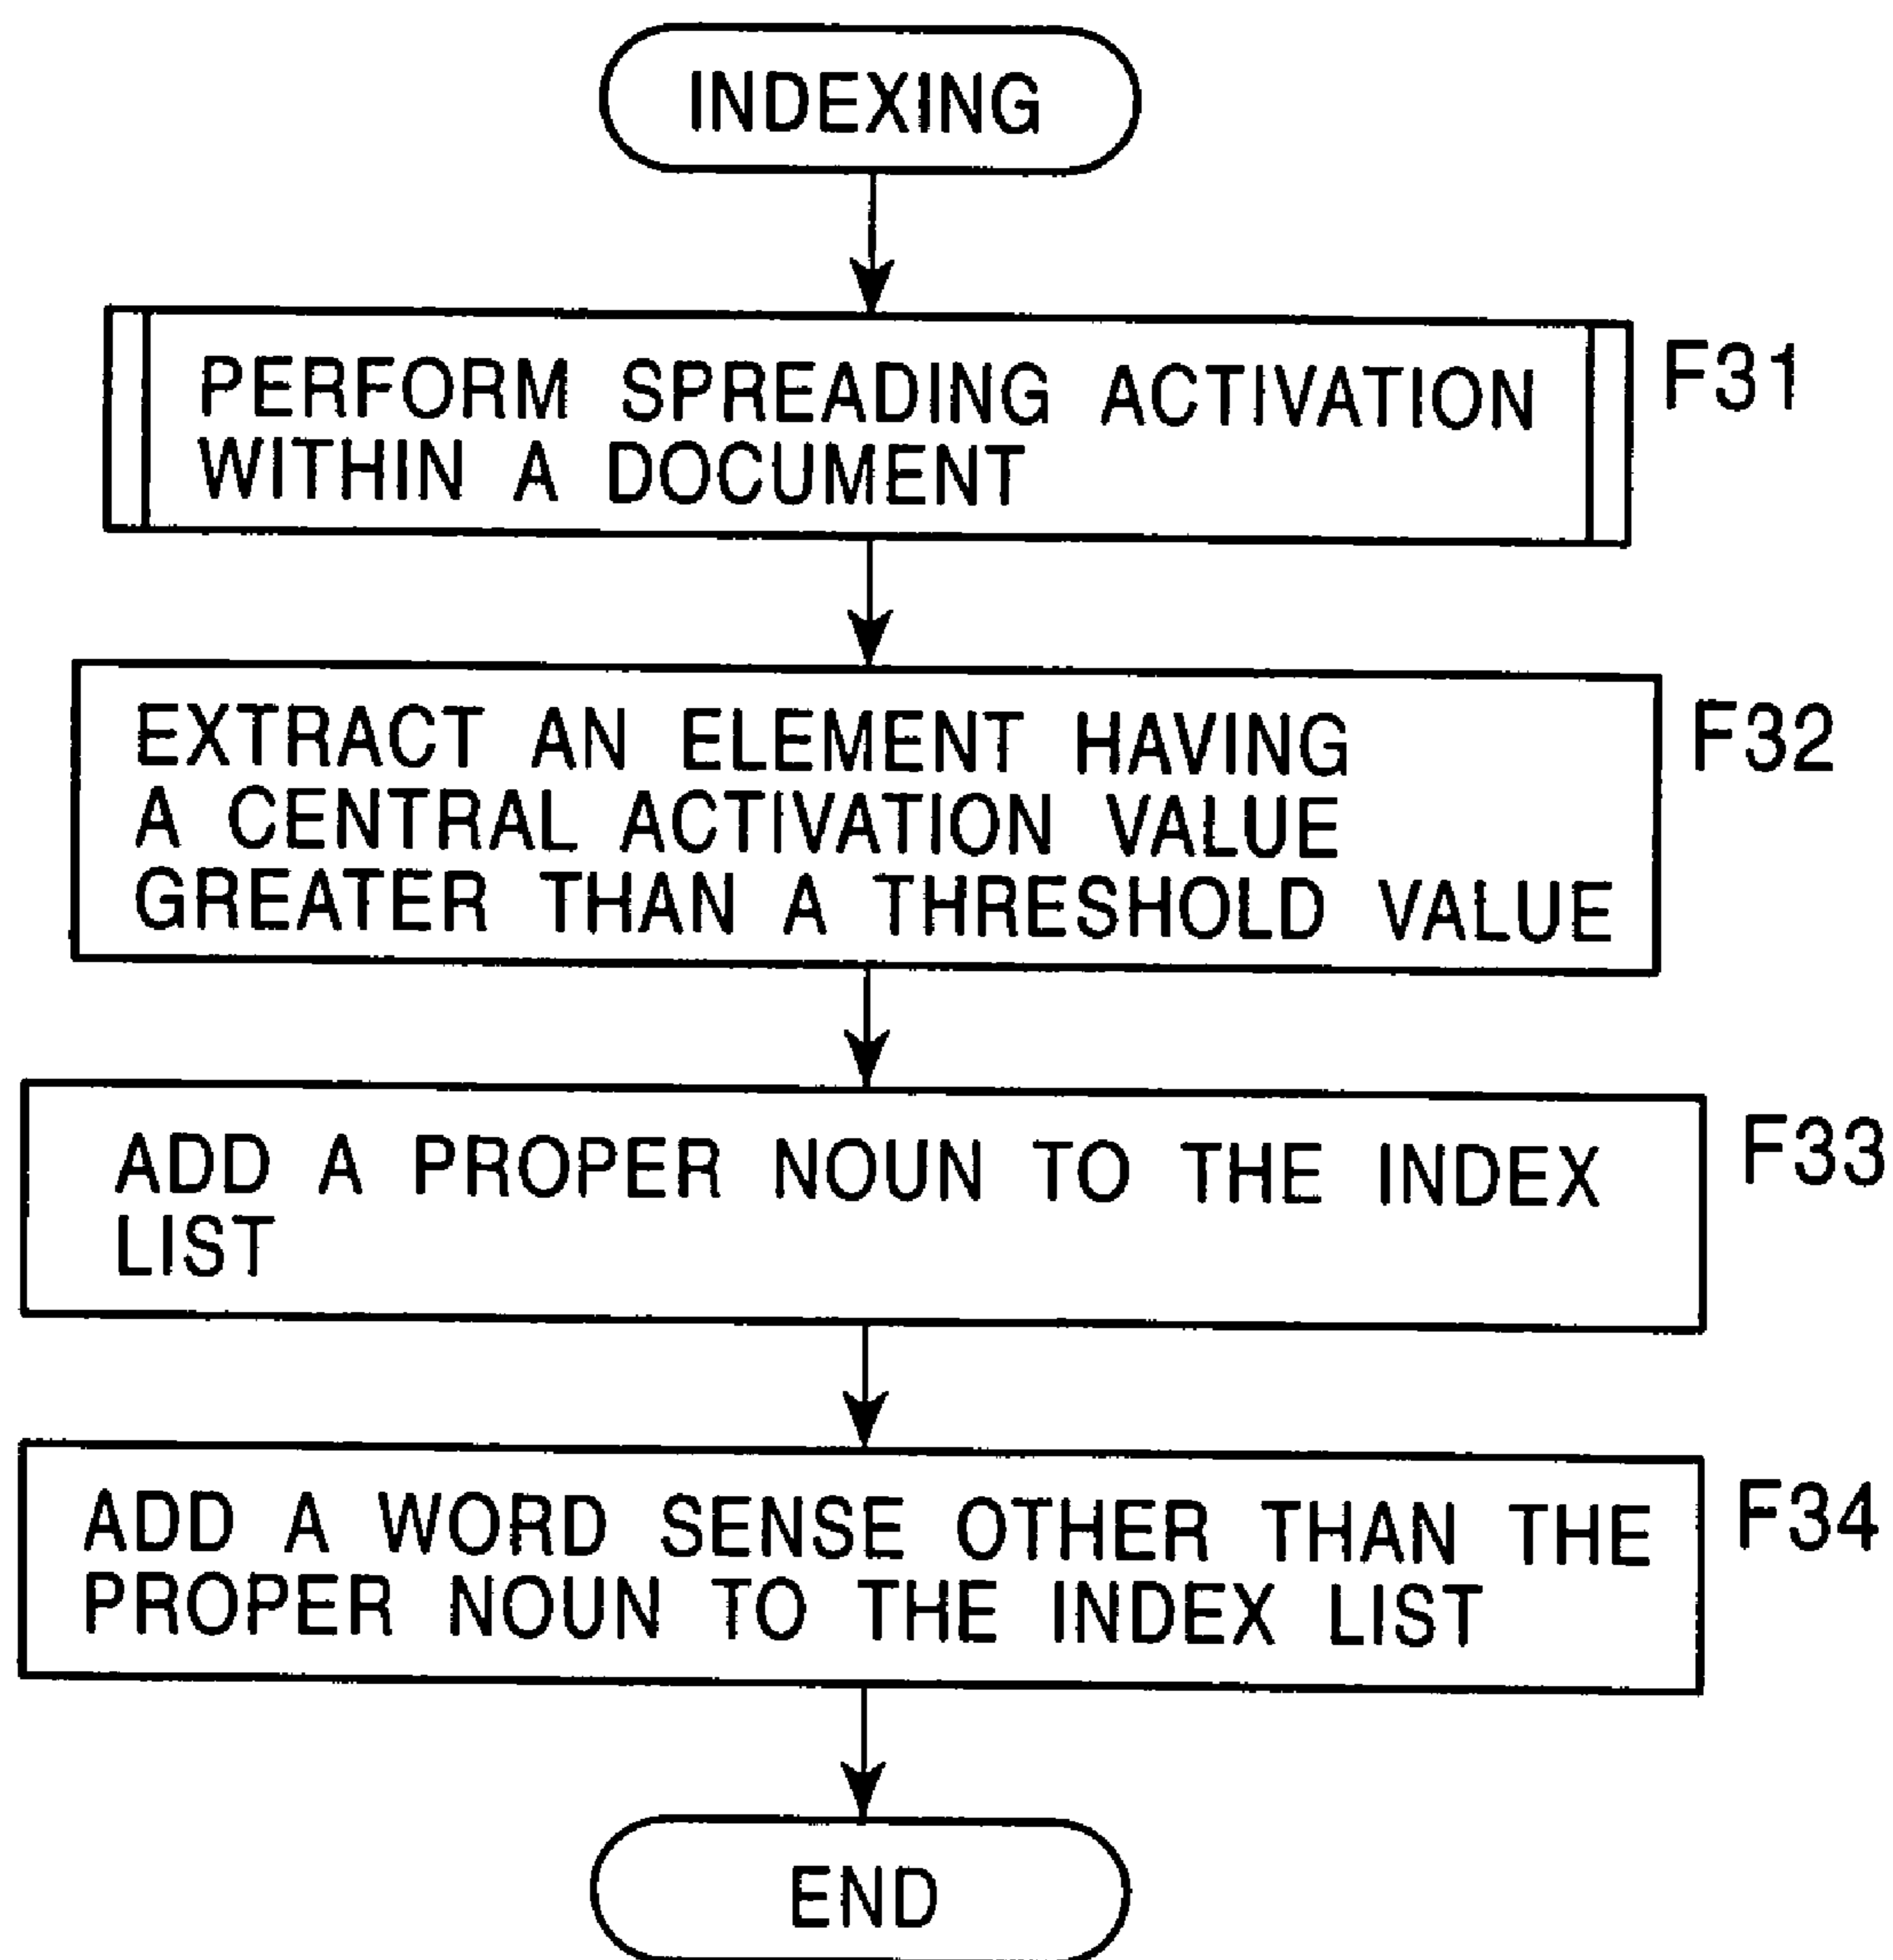 INDEXING
PERFORM SPREADING ACTIVATION
WITHIN A DOCUMENT
F31
EXTRACT AN ELEMENT HAVING
A CENTRAL ACTIVATION VALUE
GREATER THAN A THRESHOLD VALUE
F32
ADD A PROPER NOUN TO THE INDEX
LIST
F33
ADD A WORD SENSE OTHER THAN THE
PROPER NOUN TO THE INDEX LIST
F34
END